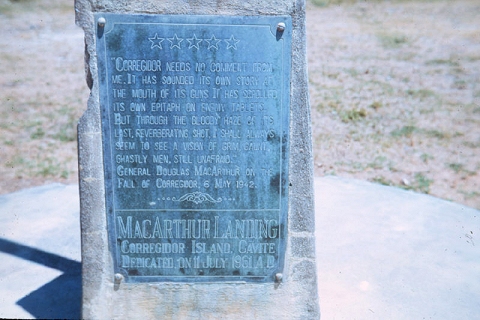 "CORREGIDOR NEEDS NO COMMENT FROM
ME. IT HAS SOUNDED ITS OWN STORY AT
THE MOUTH OF ITS GUNS. IT HAS SCROLLED
ITS OWN EPITAPH ON ENEMY TABLETS.
BUT THROUGH THE BLOODY HAZE OF ITS
LAST, REVERBERATING SHOT, I SHALL ALWAYS
SEEM TO SEE A VISION OF GRIM, GAUNT,
GHASTLY MEN, STILL UNAFRAID."
GENERAL DOUGLAS MACARTHUR ON THE
FALL OF CORREGIDOR, 6 MAY 1942.
MACARTHUR LANDING
CORREGIDOR ISLAND, CAVITE
DEDICATED, ON 11 JULY 1961 A.D.